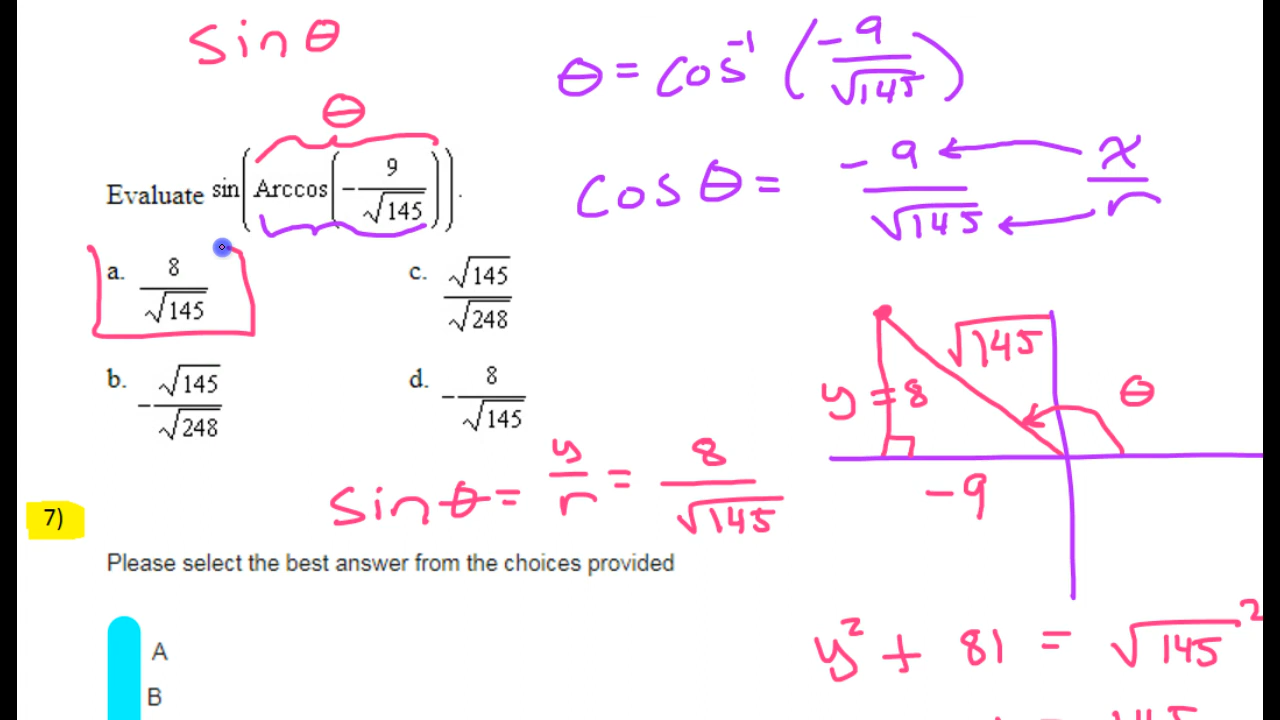 sin θ
θ = cos⁻¹ (-9/√145)
θ
Evaluate sin(Arccos(-9/√145)).
cos θ = -9/√145 x/r
a. 8/√145
c. √145/√248
b. -√145/√248
d. -8/√145
√145
y = 8
θ
-9
sin θ = y/r = 8/√145
7)
Please select the best answer from the choices provided
y² + 81 = √145²
A
B